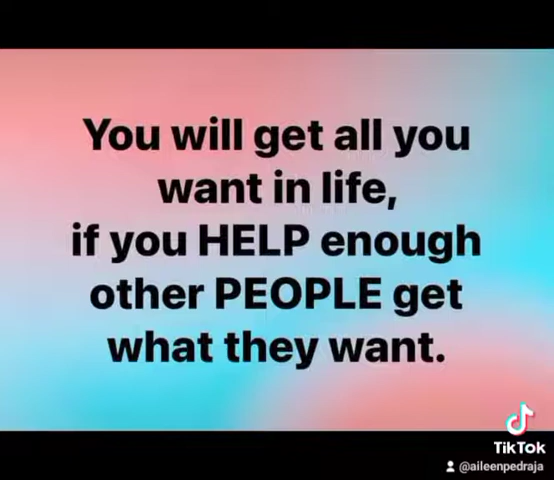 You will get all you
want in life,
if you HELP enough
other PEOPLE get
what they want.
TikTok
@aileenpedraja